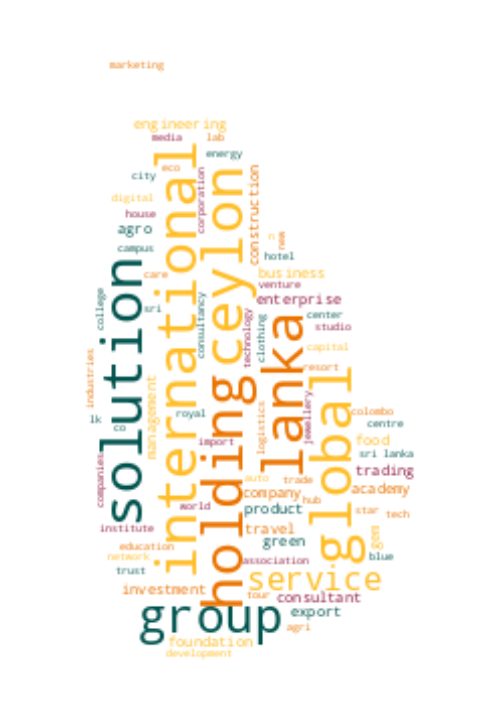 marketing
engineering
media
lab
energy
international
eco
city
corporation
ceylon
construction
digital
house
agro
new
n
campus
hotel
solution
care
business
venture
college
sri
consultancy
enterprise
technology
clothing
lanka
center
studio
capital
industries
management
holding
resort
global
lk
co
royal
logistics
jewellery
colombo
centre
import
food
sri lanka
companies
trading
auto
trade
company
hub
academy
world
product
star
tech
institute
travel
gem
education
green
network
association
blue
trust
service
investment
tour
consultant
group
export
agri
foundation
development